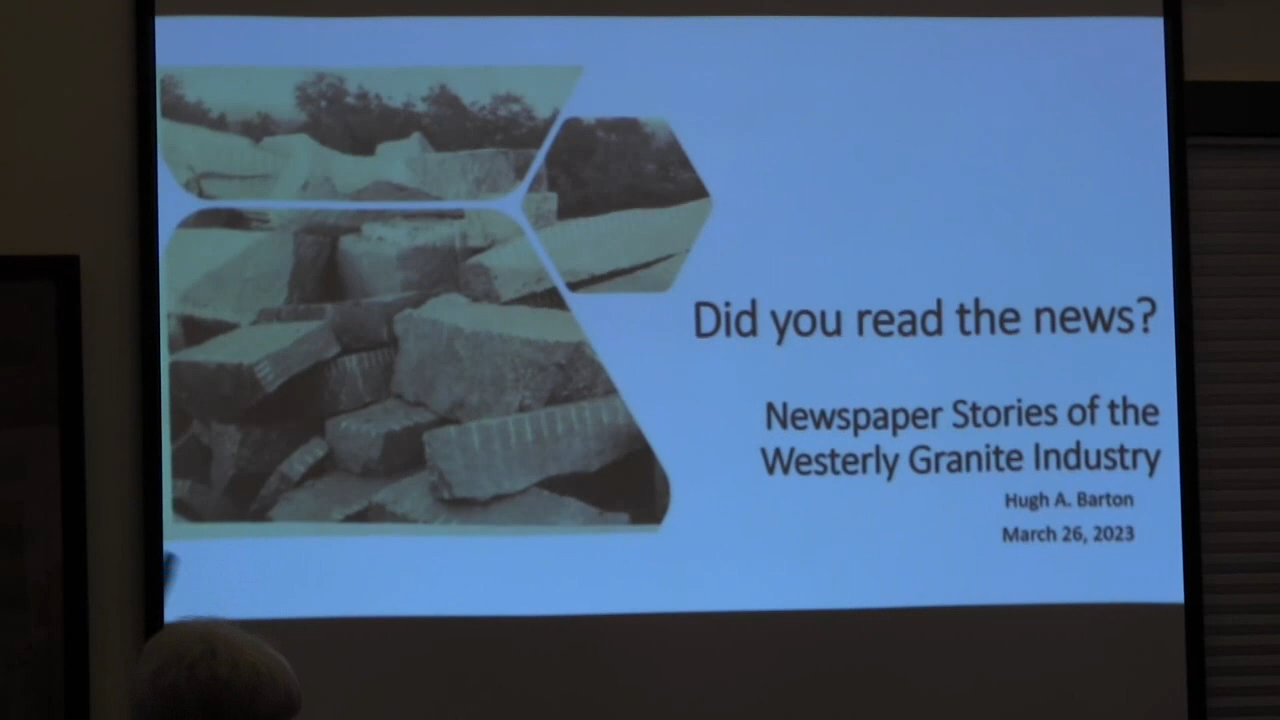 Did you read the news?
Newspaper Stories of the
Westerly Granite Industry
Hugh A. Barton
March 26, 2023